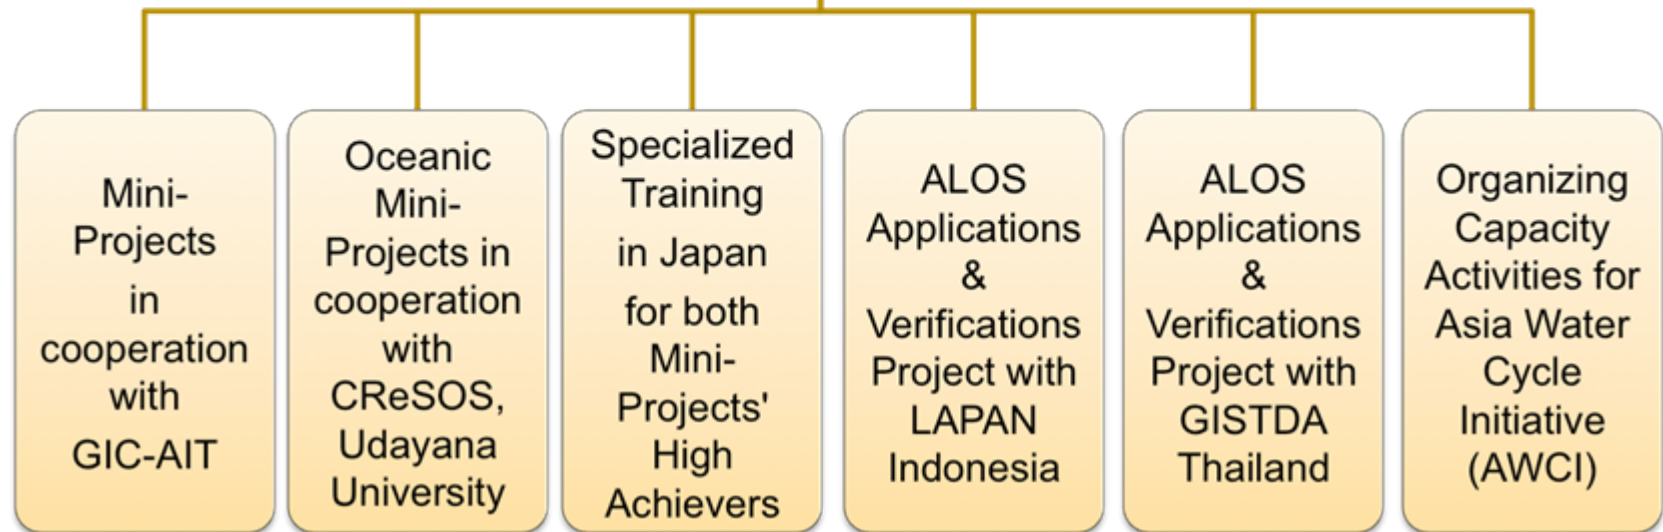 Mini-
Projects
in
cooperation
with
GIC-AIT
Oceanic
Mini-
Projects in
cooperation
with
CReSOS,
Udayana
University
Specialized
Training
in Japan
for both
Mini-
Projects'
High
Achievers
ALOS
Applications
&
Verifications
Project with
LAPAN
Indonesia
ALOS
Applications
&
Verifications
Project with
GISTDA
Thailand
Organizing
Capacity
Activities for
Asia Water
Cycle
Initiative
(AWCI)